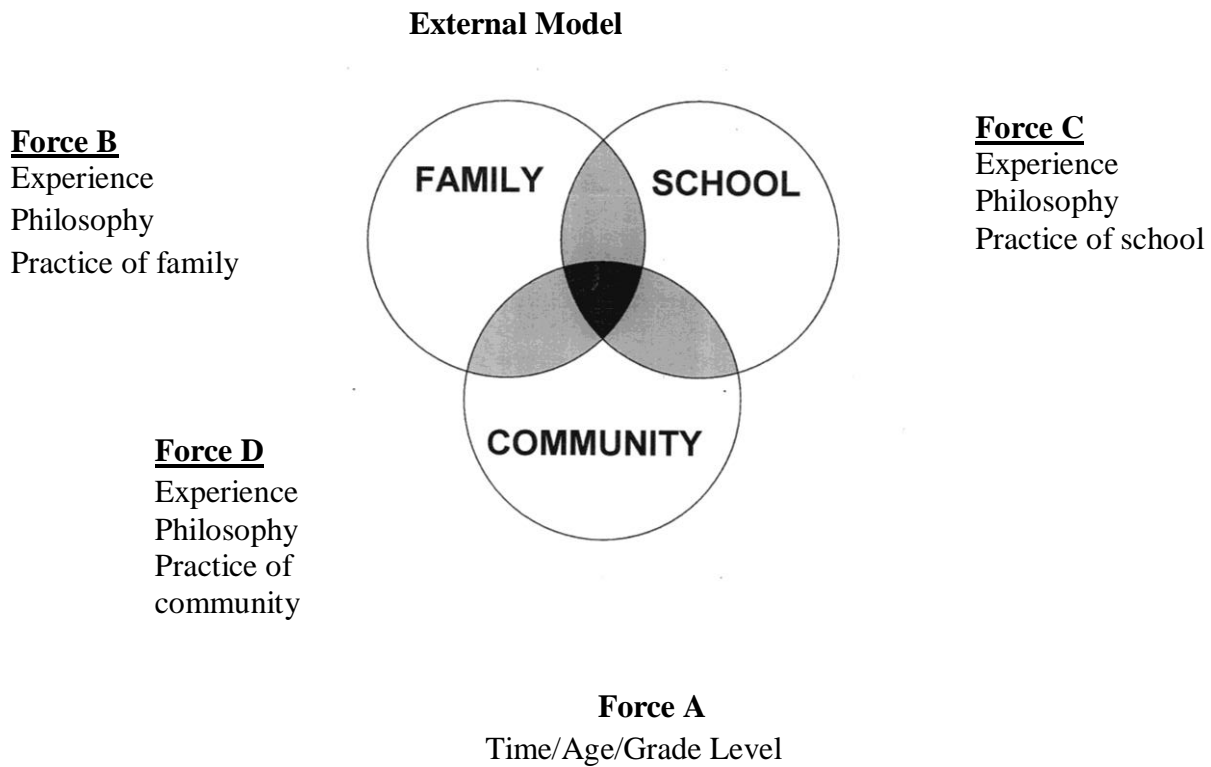 External Model
Force B
Experience
Philosophy
Practice of family
FAMILY
SCHOOL
Force C
Experience
Philosophy
Practice of school
COMMUNITY
Force D
Experience
Philosophy
Practice of
community
Force A
Time/Age/Grade Level